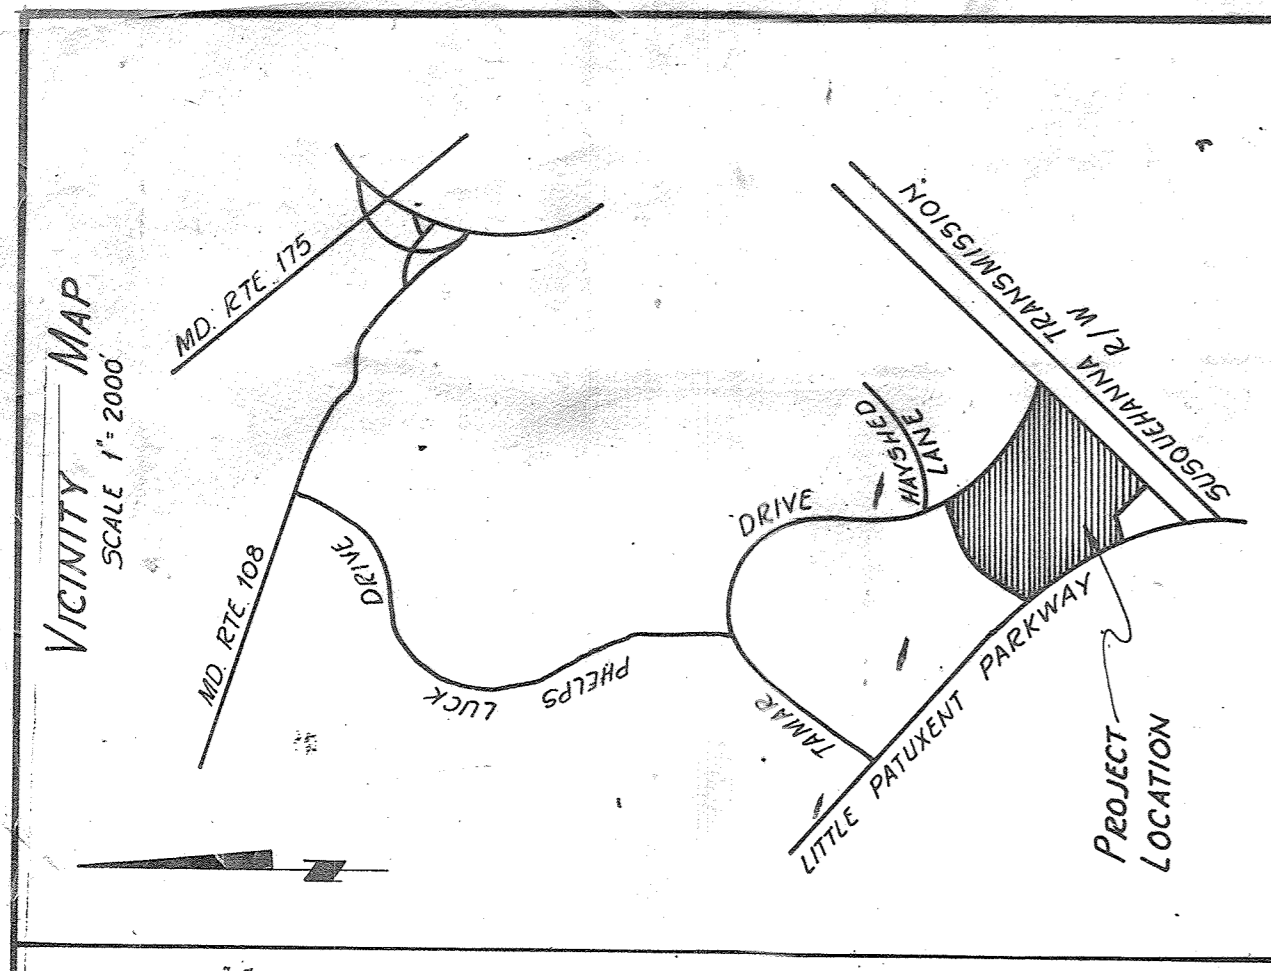 VICINITY MAP
SCALE 1"= 2000'
MD. RTE. 175
MD. RTE. 108
LUCK
PHELPS
DRIVE
TAMAR
DRIVE
HAYSHED
LANE
SUSQUEHANNA TRANSMISSION
R/W
LITTLE PATUXENT PARKWAY
PROJECT
LOCATION
N